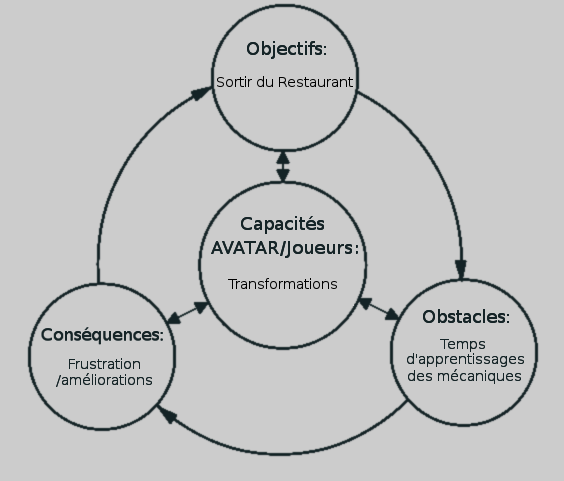 Objectifs:
Sortir du Restaurant
Capacités
AVATAR/Joueurs:
Transformations
Obstacles:
Temps
d'apprentissages
des mécaniques
Conséquences:
Frustration
/améliorations